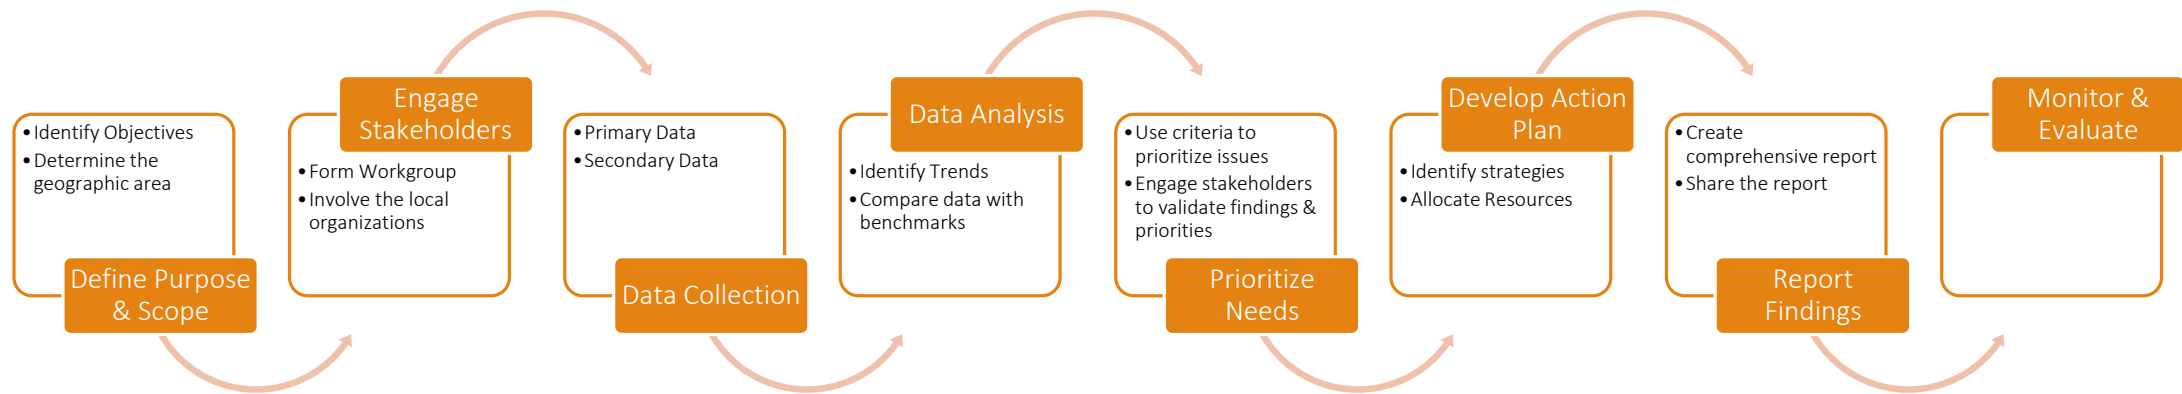 • Identify Objectives
• Determine the
geographic area
Define Purpose
& Scope
Engage
Stakeholders
• Form Workgroup
• Involve the local
organizations
• Primary Data
• Secondary Data
Data Collection
Data Analysis
• Identify Trends
• Compare data with
benchmarks
• Use criteria to
prioritize issues
• Engage stakeholders
to validate findings &
priorities
Prioritize
Needs
Develop Action
Plan
• Identify strategies
• Allocate Resources
• Create
comprehensive report
• Share the report
Report
Findings
Monitor &
Evaluate